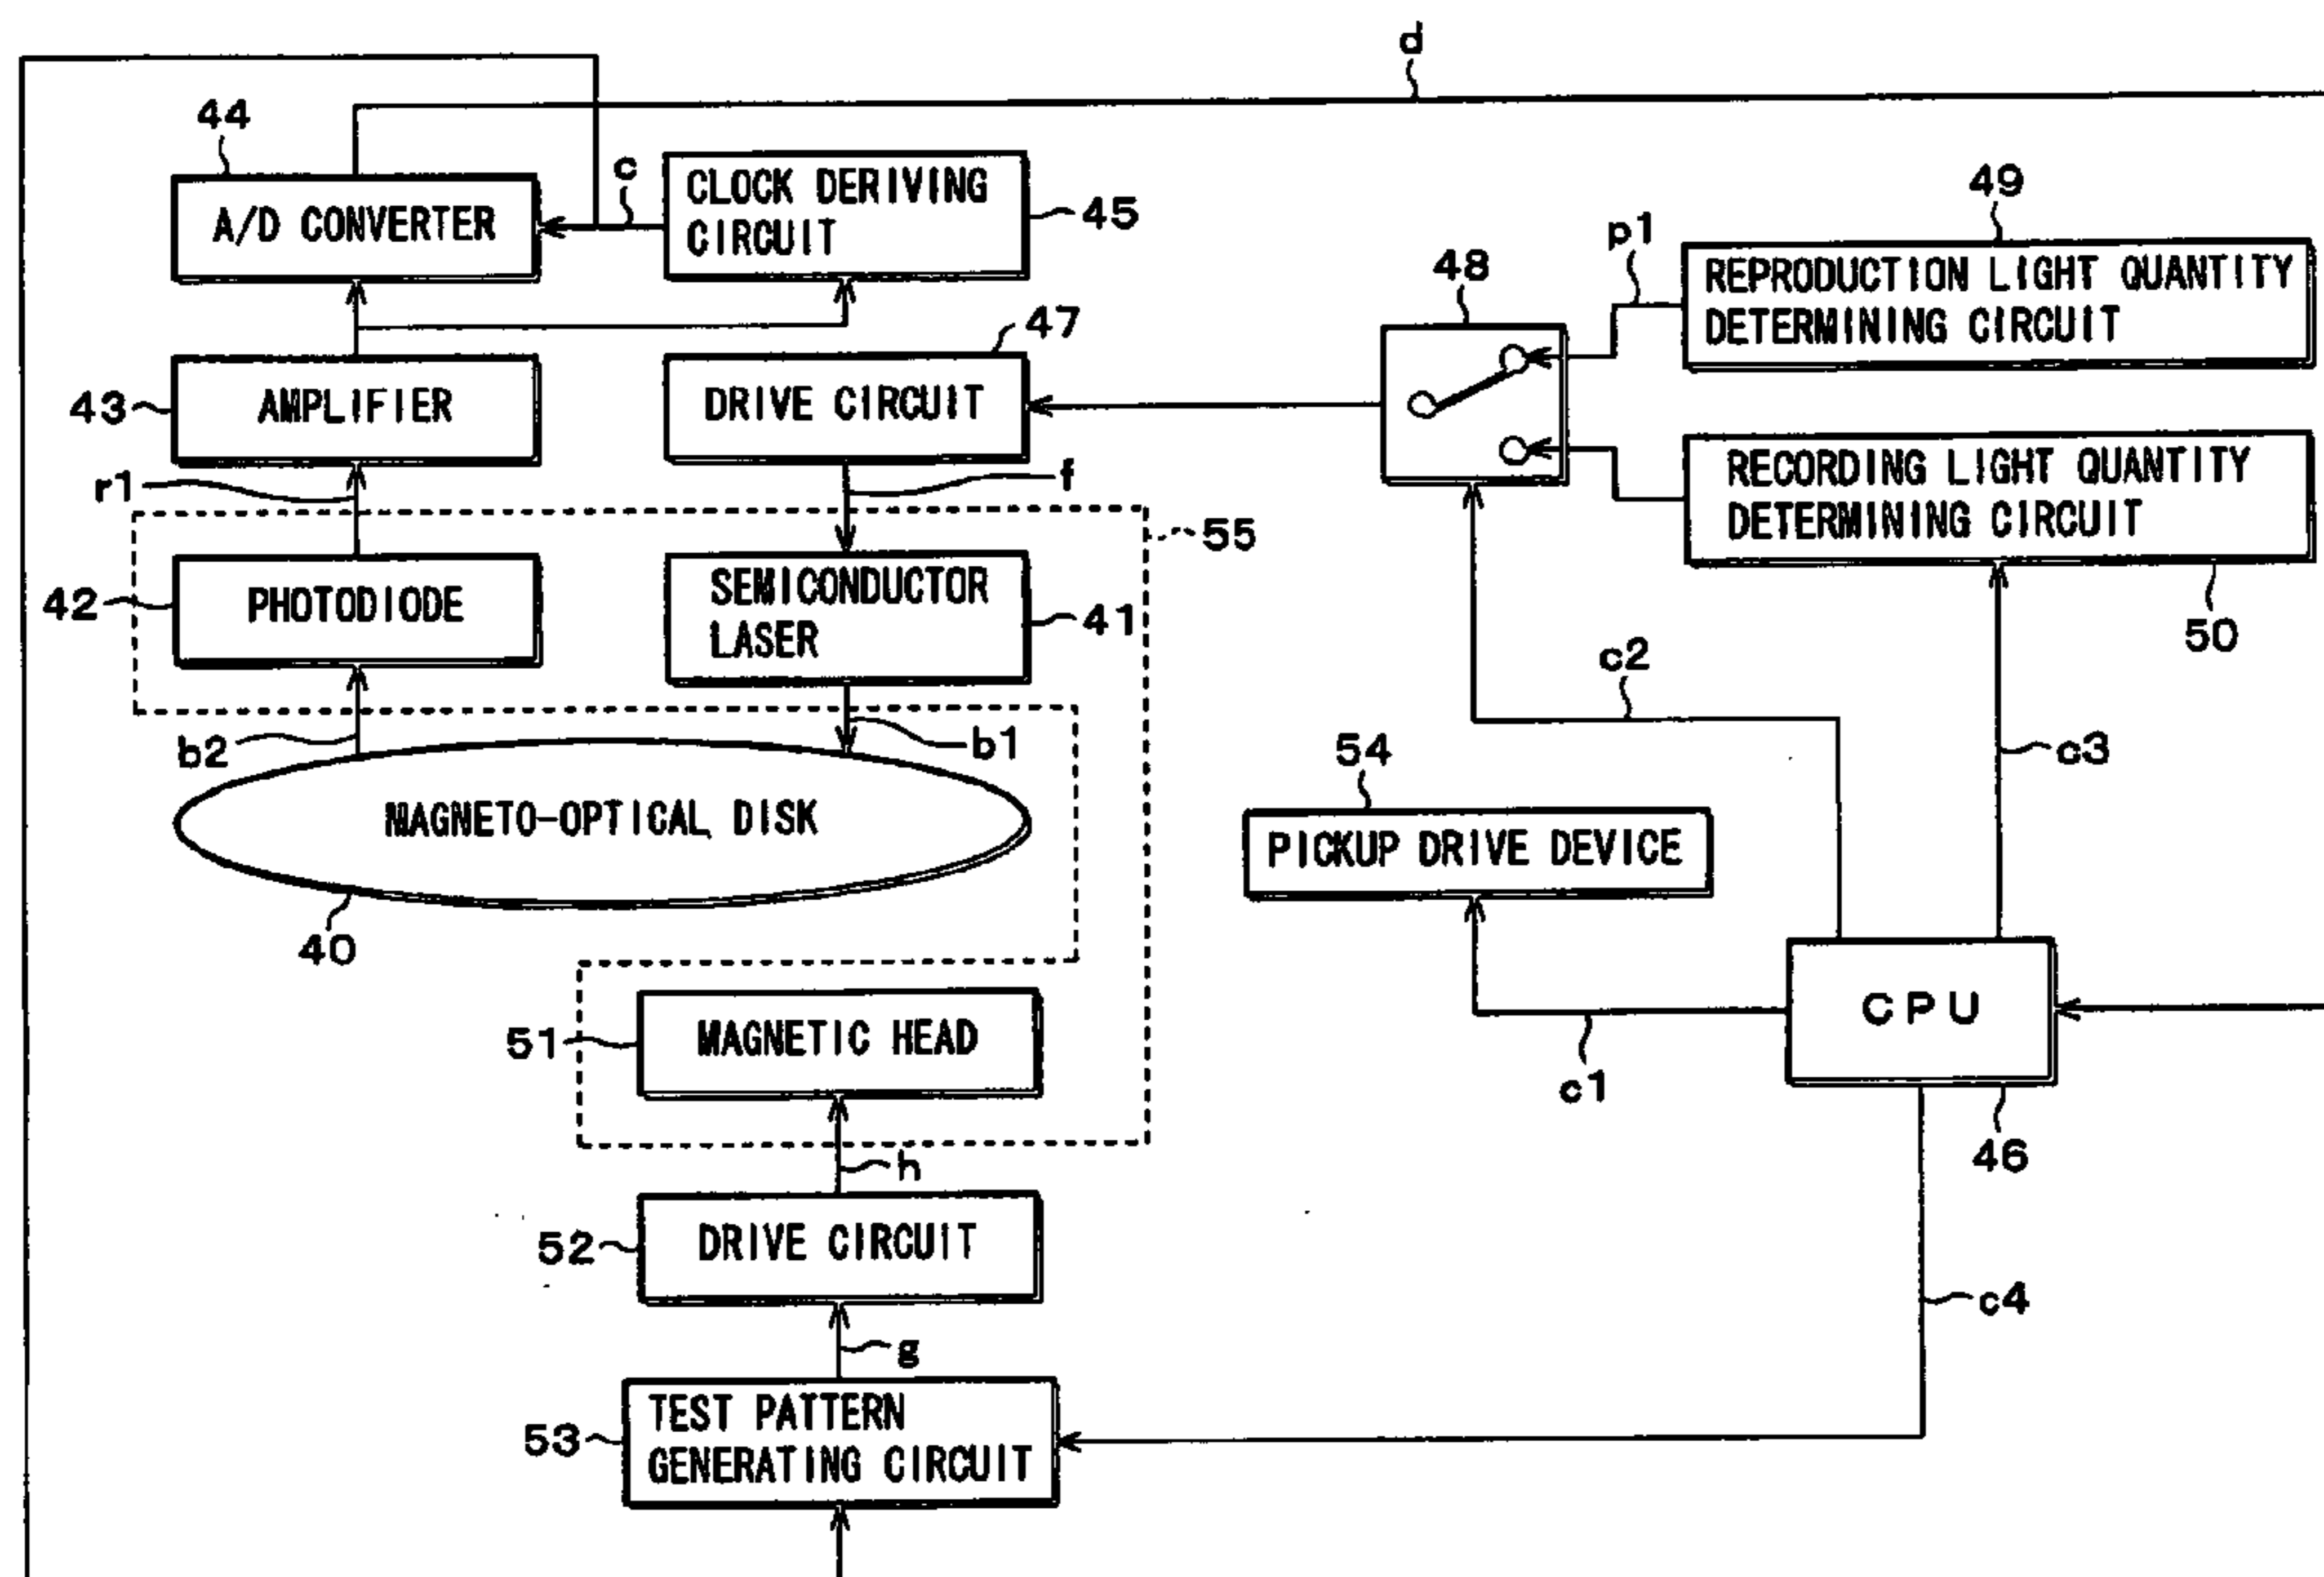 d
44
A/D CONVERTER
c
CLOCK DERIVING
CIRCUIT
45
49
p1
REPRODUCTION LIGHT QUANTITY
DETERMINING CIRCUIT
48
47
43
AMPLIFIER
DRIVE CIRCUIT
RECORDING LIGHT QUANTITY
DETERMINING CIRCUIT
50
r1
f
55
42
PHOTODIODE
SEMICONDUCTOR
LASER
41
c2
c3
b2
b1
54
PICKUP DRIVE DEVICE
MAGNETO-OPTICAL DISK
40
CPU
46
c1
51
MAGNETIC HEAD
h
52
DRIVE CIRCUIT
c4
g
53
TEST PATTERN
GENERATING CIRCUIT